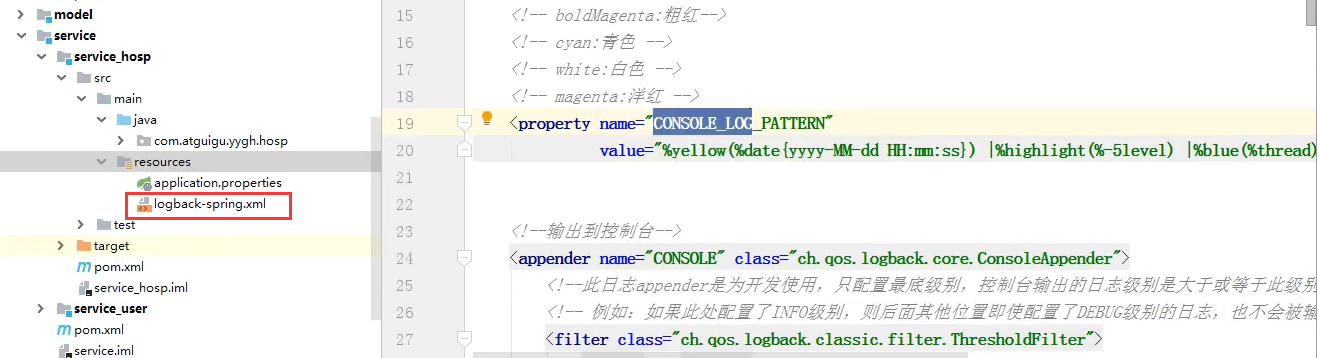 model
service
service_hosp
src
main
java
com.atguigu.yygh.hosp
resources
application.properties
logback-spring.xml
test
target
pom.xml
service_hosp.iml
service_user
pom.xml
service.iml
15 <!-- boldMagenta:粗红-->
16 <!-- cyan:青色 -->
17 <!-- white:白色 -->
18 <!-- magenta:洋红 -->
19 <property name="CONSOLE_LOG_PATTERN"
20 value="%yellow(%date{yyyy-MM-dd HH:mm:ss}) |%highlight(%-5level) |%blue(%thread)
21
22
23 <!--输出到控制台-->
24 <appender name="CONSOLE" class="ch.qos.logback.core.ConsoleAppender">
25 <!--此日志appender是为开发使用，只配置最底级别，控制台输出的日志级别是大于或等于此级别
26 <!-- 例如：如果此处配置了INFO级别，则后面其他位置即使配置了DEBUG级别的日志，也不会被输
27 <filter class="ch.qos.logback.classic.filter.ThresholdFilter">